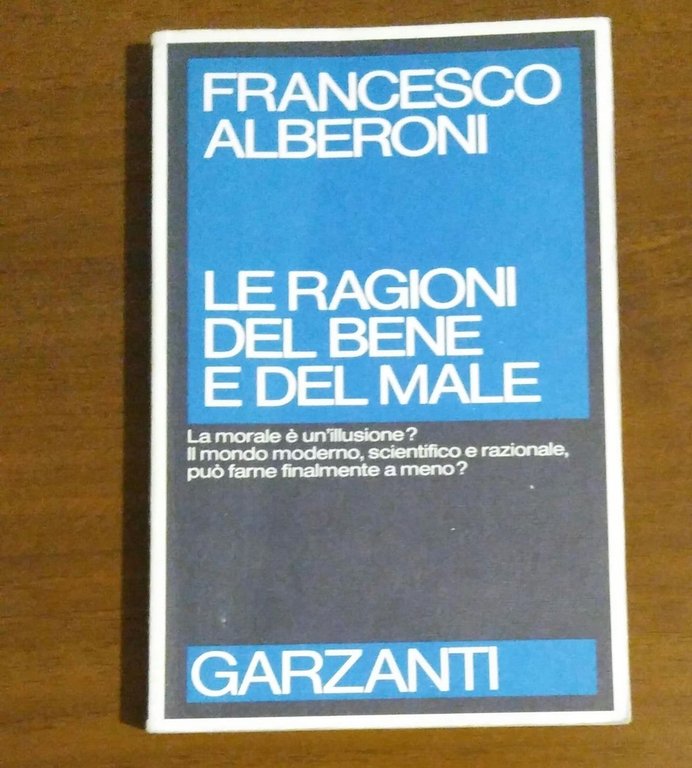 FRANCESCO
ALBERONI
LE RAGIONI
DEL BENE
E DEL MALE
La morale è un'illusione?
Il mondo moderno, scientifico e razionale,
può farne finalmente a meno?
GARZANTI